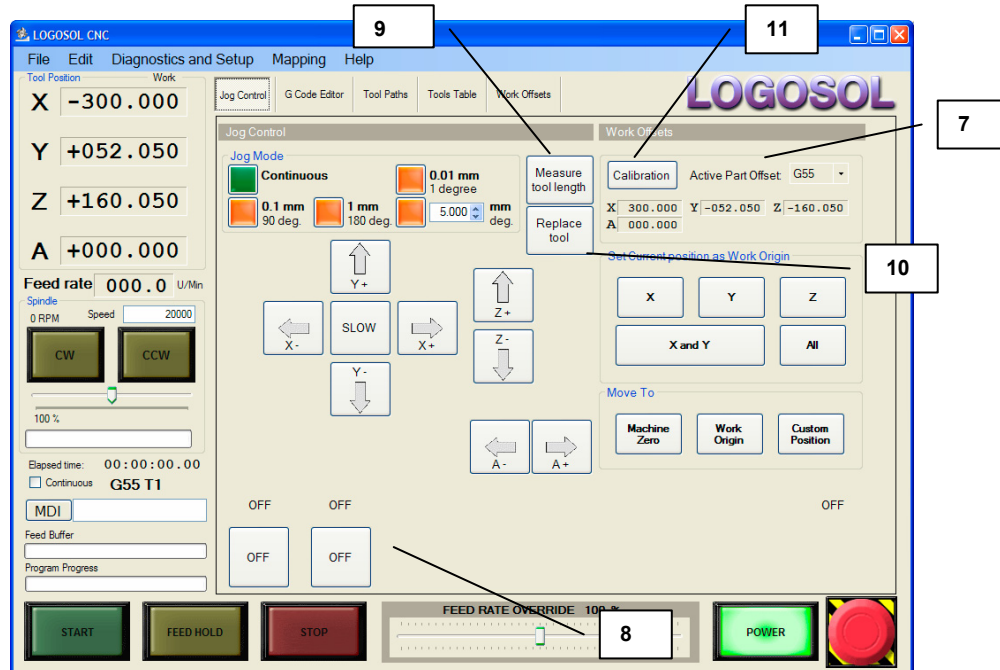 9
11
7
10
8
LOGOSOL CNC
File Edit Diagnostics and Setup Mapping Help
Tool Position Work
X -300.000
Y +052.050
Z +160.050
A +000.000
Feed rate 000.0 U/Min
Spindle
0 RPM Speed 20000
CW CCW
100 %
Elapsed time: 00:00:00.00
Continuous G55 T1
MDI
Feed Buffer
Program Progress
Jog Control G Code Editor Tool Paths Tools Table Work Offsets
LOGOSOL
Jog Control
Jog Mode
Continuous
0.01 mm
1 degree
0.1 mm
90 deg.
1 mm
180 deg.
5.000 mm
deg.
Measure
tool length
Replace
tool
Y +
X -
SLOW
X +
Y -
Z +
Z -
A -
A +
OFF OFF OFF
OFF OFF
Work Offsets
Calibration Active Part Offset: G55
X 300.000 Y -052.050 Z -160.050
A 000.000
Set Current position as Work Origin
X Y Z
X and Y All
Move To
Machine
Zero
Work
Origin
Custom
Position
START FEED HOLD STOP
FEED RATE OVERRIDE 100 %
POWER